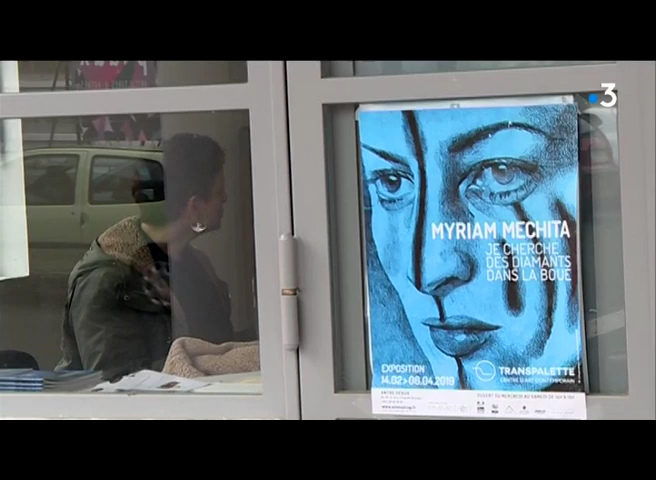 3
MYRIAM MECHITA
JE CHERCHE
DES DIAMANTS
DANS LA BOUE
EXPOSITION
14.02 > 06.04 2019
TRANSPALETTE
CENTRE D'ART CONTEMPORAIN